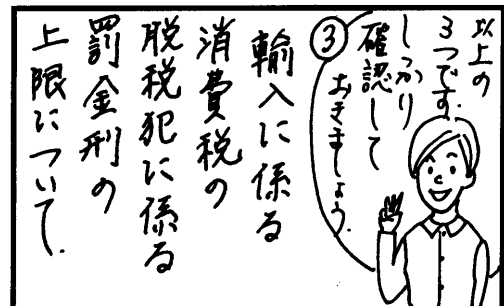 以上の
3つです.
しっかり
確認して
おきましょう.
③
輸入に係る
消費税の
脱税犯に係る
罰金刑の
上限について.